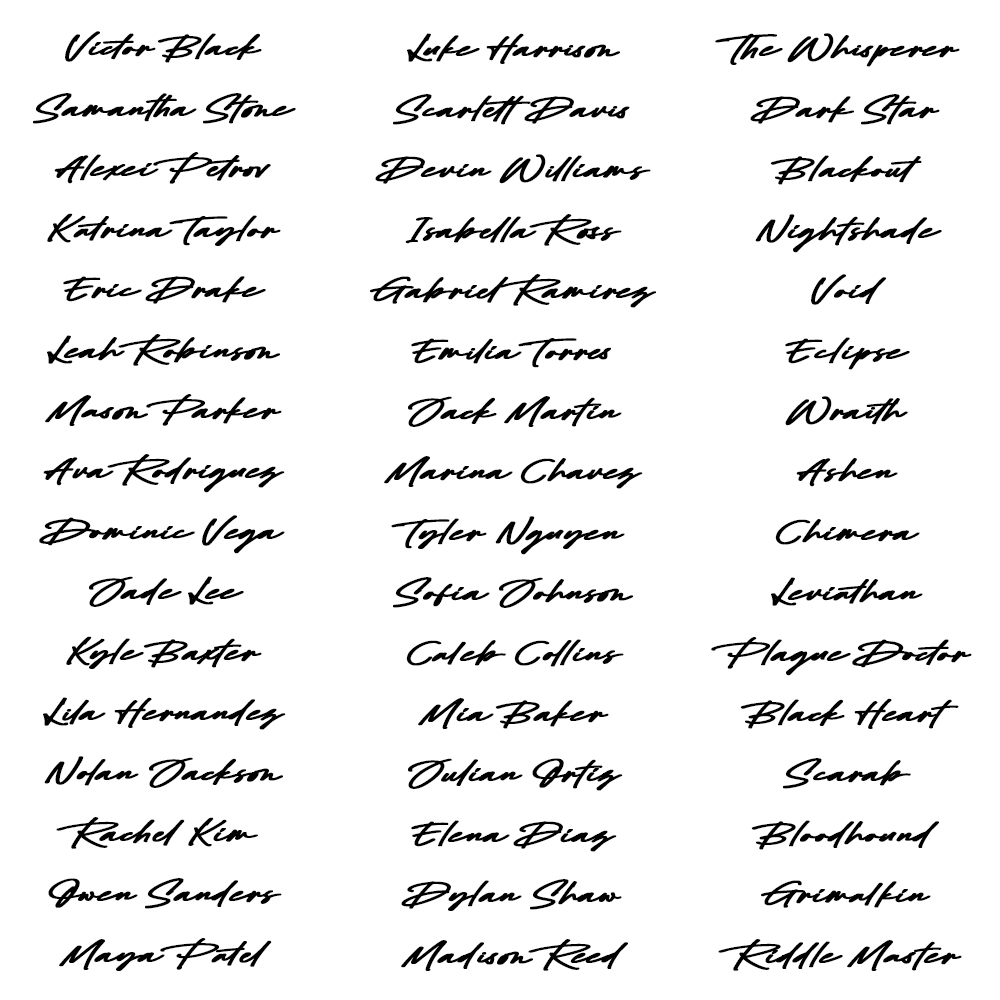 Victor Black
Samantha Stone
Alexei Petrov
Katrina Taylor
Eric Drake
Leah Robinson
Mason Parker
Ava Rodriguez
Dominic Vega
Jade Lee
Kyle Baxter
Lila Hernandez
Nolan Jackson
Rachel Kim
Owen Sanders
Maya Patel
Luke Harrison
Scarlett Davis
Devin Williams
Isabella Ross
Gabriel Ramirez
Emilia Torres
Jack Martin
Marina Chavez
Tyler Nguyen
Sofia Johnson
Caleb Collins
Mia Baker
Julian Ortiz
Elena Diaz
Dylan Shaw
Madison Reed
The Whisperer
Dark Star
Blackout
Nightshade
Void
Eclipse
Wraith
Ashen
Chimera
Leviathan
Plague Doctor
Black Heart
Scarab
Bloodhound
Grimalkin
Riddle Master